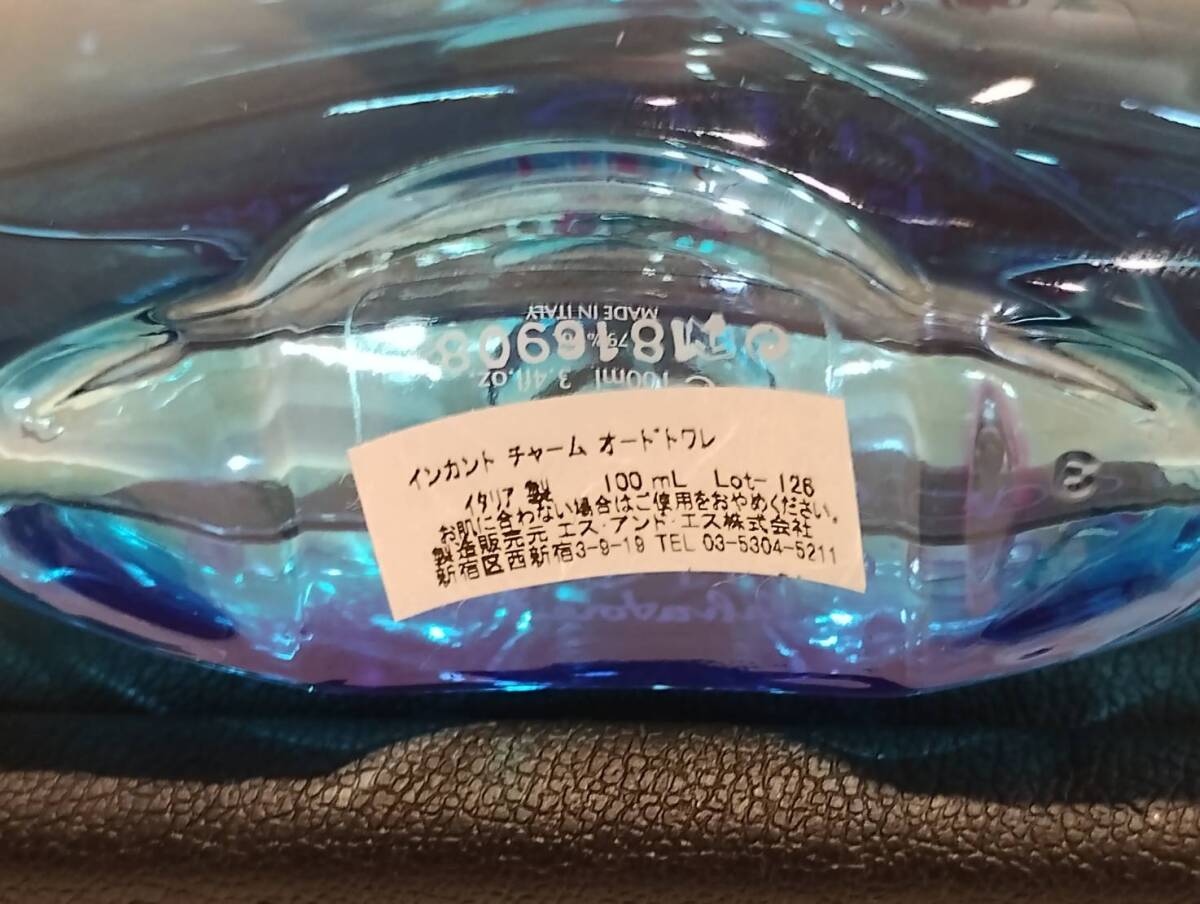 インカント チャーム オードトワレ
イタリア 製 100 mL Lot-126
お肌に合わない場合はご使用をおやめください。
製造販売元 エス・アンド・エス株式会社
新宿区西新宿3-9-19 TEL 03-5304-5211
100ml 3.4fl.oz
79%
MADE IN ITALY